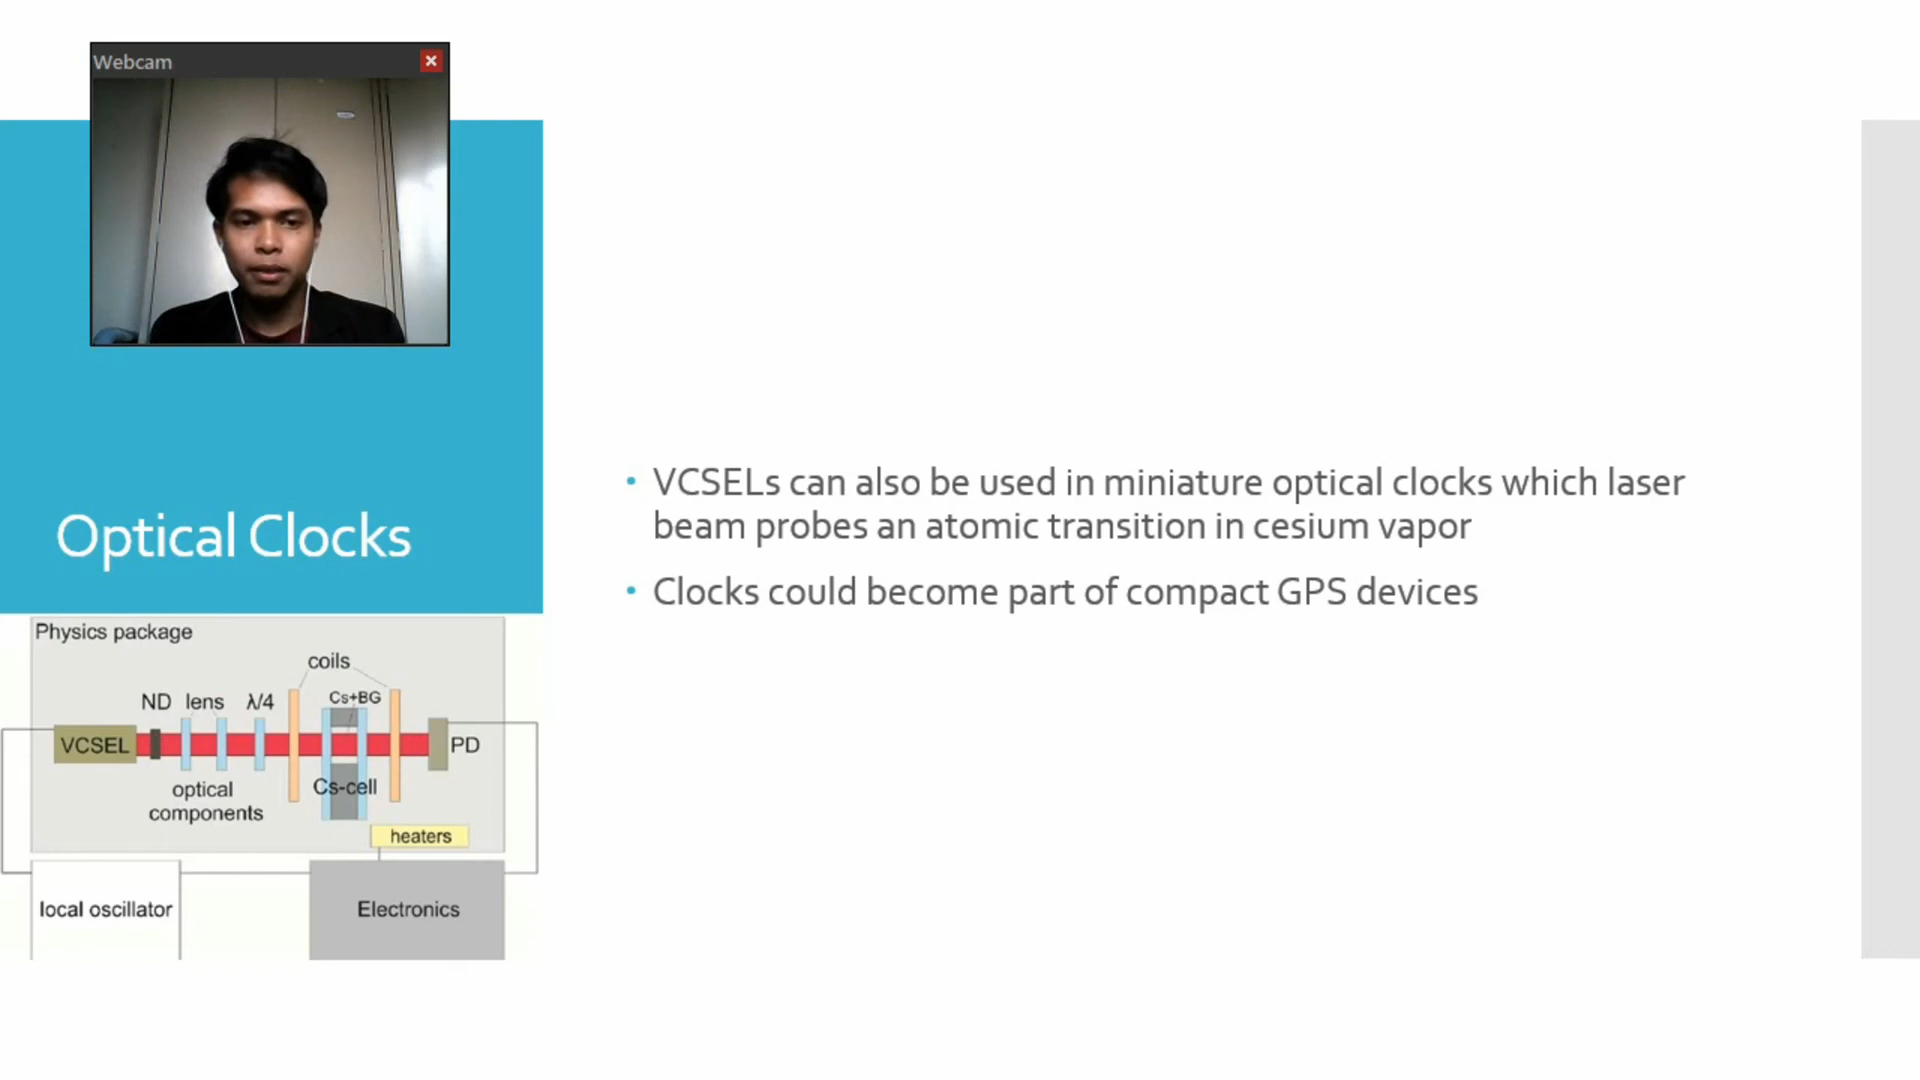 Webcam
Optical Clocks
• VCSELs can also be used in miniature optical clocks which laser
beam probes an atomic transition in cesium vapor
• Clocks could become part of compact GPS devices
Physics package
coils
ND lens λ/4 Cs+BG
VCSEL
PD
optical
components
Cs-cell
heaters
local oscillator
Electronics